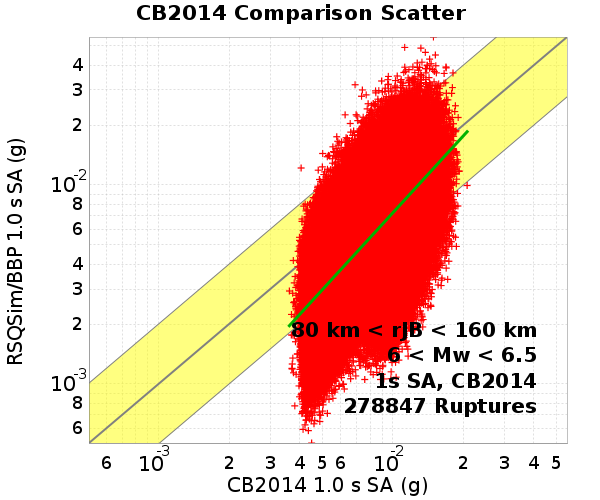 CB2014 Comparison Scatter
RSQSim/BBP 1.0 s SA (g)
4
3
2
10-2
8
6
4
3
2
10-3
8
6
80 km < rJB < 160 km
6 < Mw < 6.5
1s SA, CB2014
278847 Ruptures
6 10-3 2 3 4 5 6 10-2 2 3 4 5
CB2014 1.0 s SA (g)